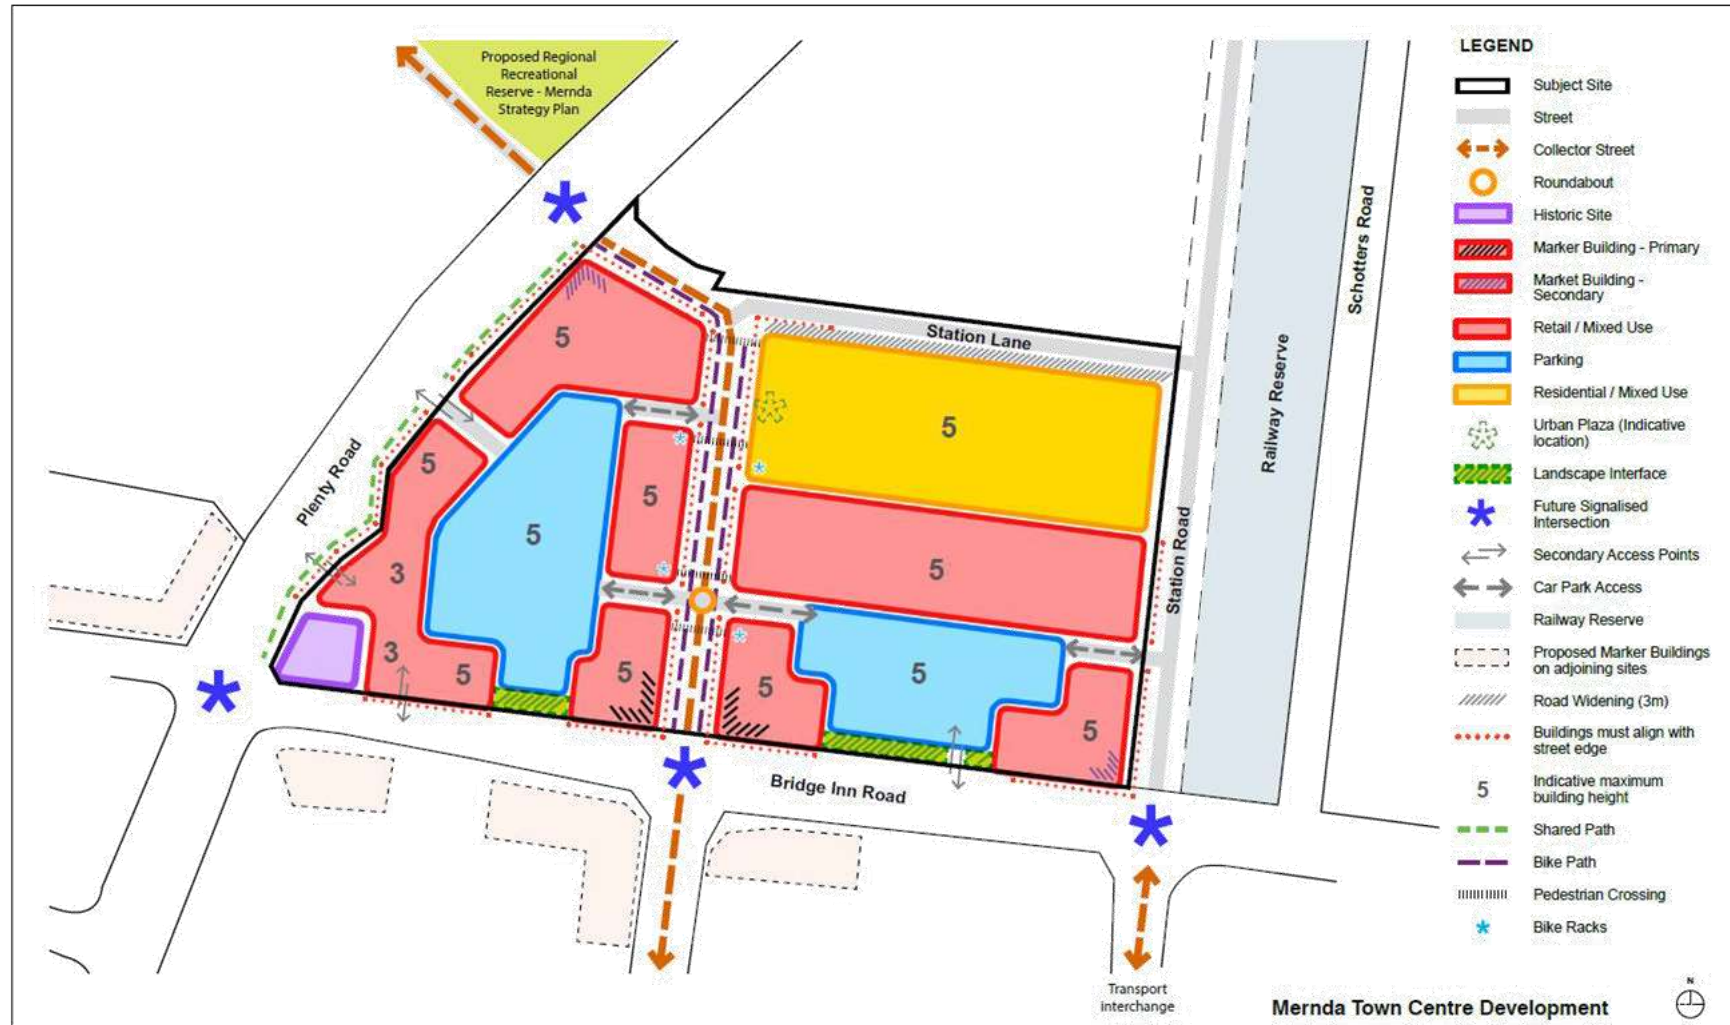 Proposed Regional
Recreational
Reserve - Mernda
Strategy Plan
Station Lane
Plenty Road
Station Road
Railway Reserve
Schotters Road
Bridge Inn Road
5
5
5
5
5
5
3
5
3
5
5
5
5
5
Transport
interchange
LEGEND
Subject Site
Street
Collector Street
Roundabout
Historic Site
Marker Building - Primary
Market Building -
Secondary
Retail / Mixed Use
Parking
Residential / Mixed Use
Urban Plaza (Indicative
location)
Landscape Interface
Future Signalised
Intersection
Secondary Access Points
Car Park Access
Railway Reserve
Proposed Marker Buildings
on adjoining sites
Road Widening (3m)
Buildings must align with
street edge
5
Indicative maximum
building height
Shared Path
Bike Path
Pedestrian Crossing
Bike Racks
Mernda Town Centre Development
N